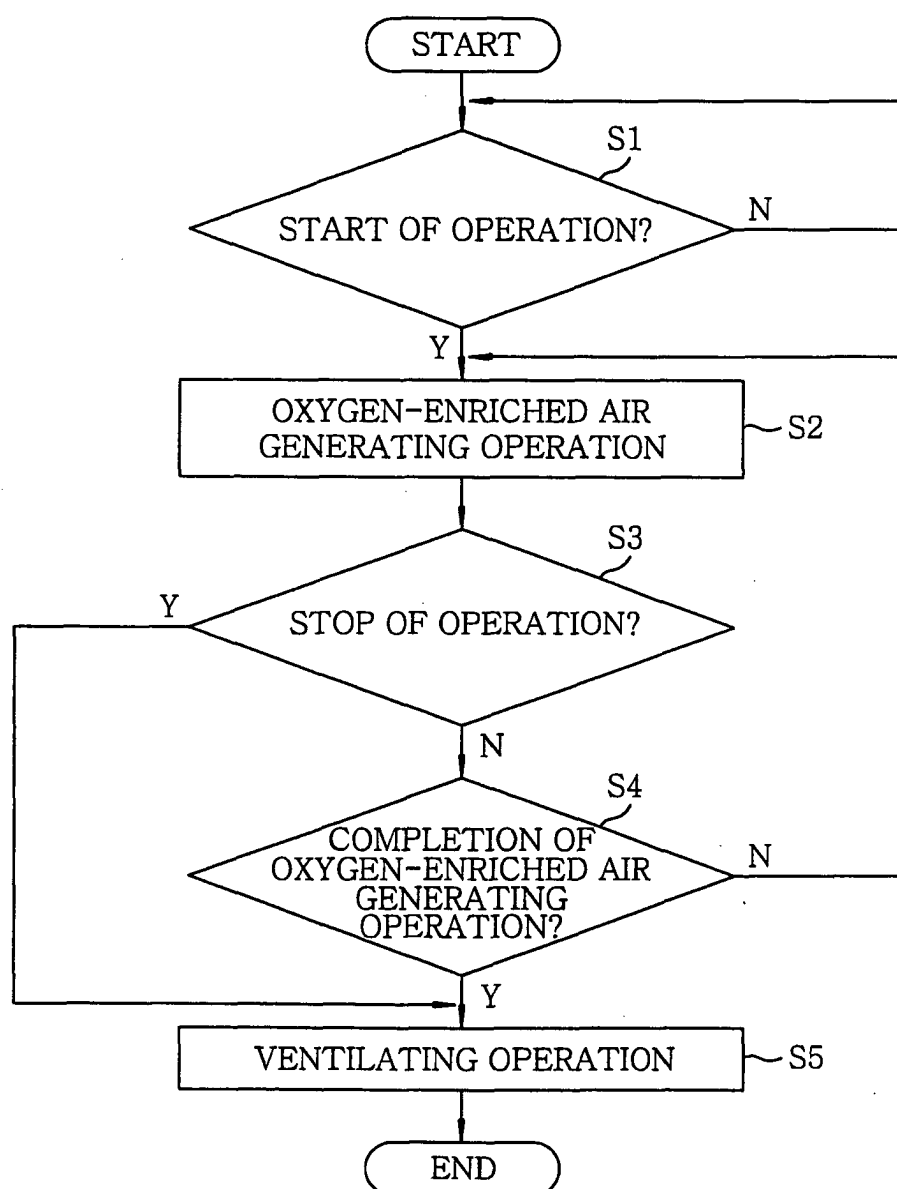 START
S1
START OF OPERATION?
N
Y
OXYGEN-ENRICHED AIR
GENERATING OPERATION
S2
S3
Y
STOP OF OPERATION?
N
S4
COMPLETION OF
OXYGEN-ENRICHED AIR
GENERATING
OPERATION?
N
Y
VENTILATING OPERATION
S5
END